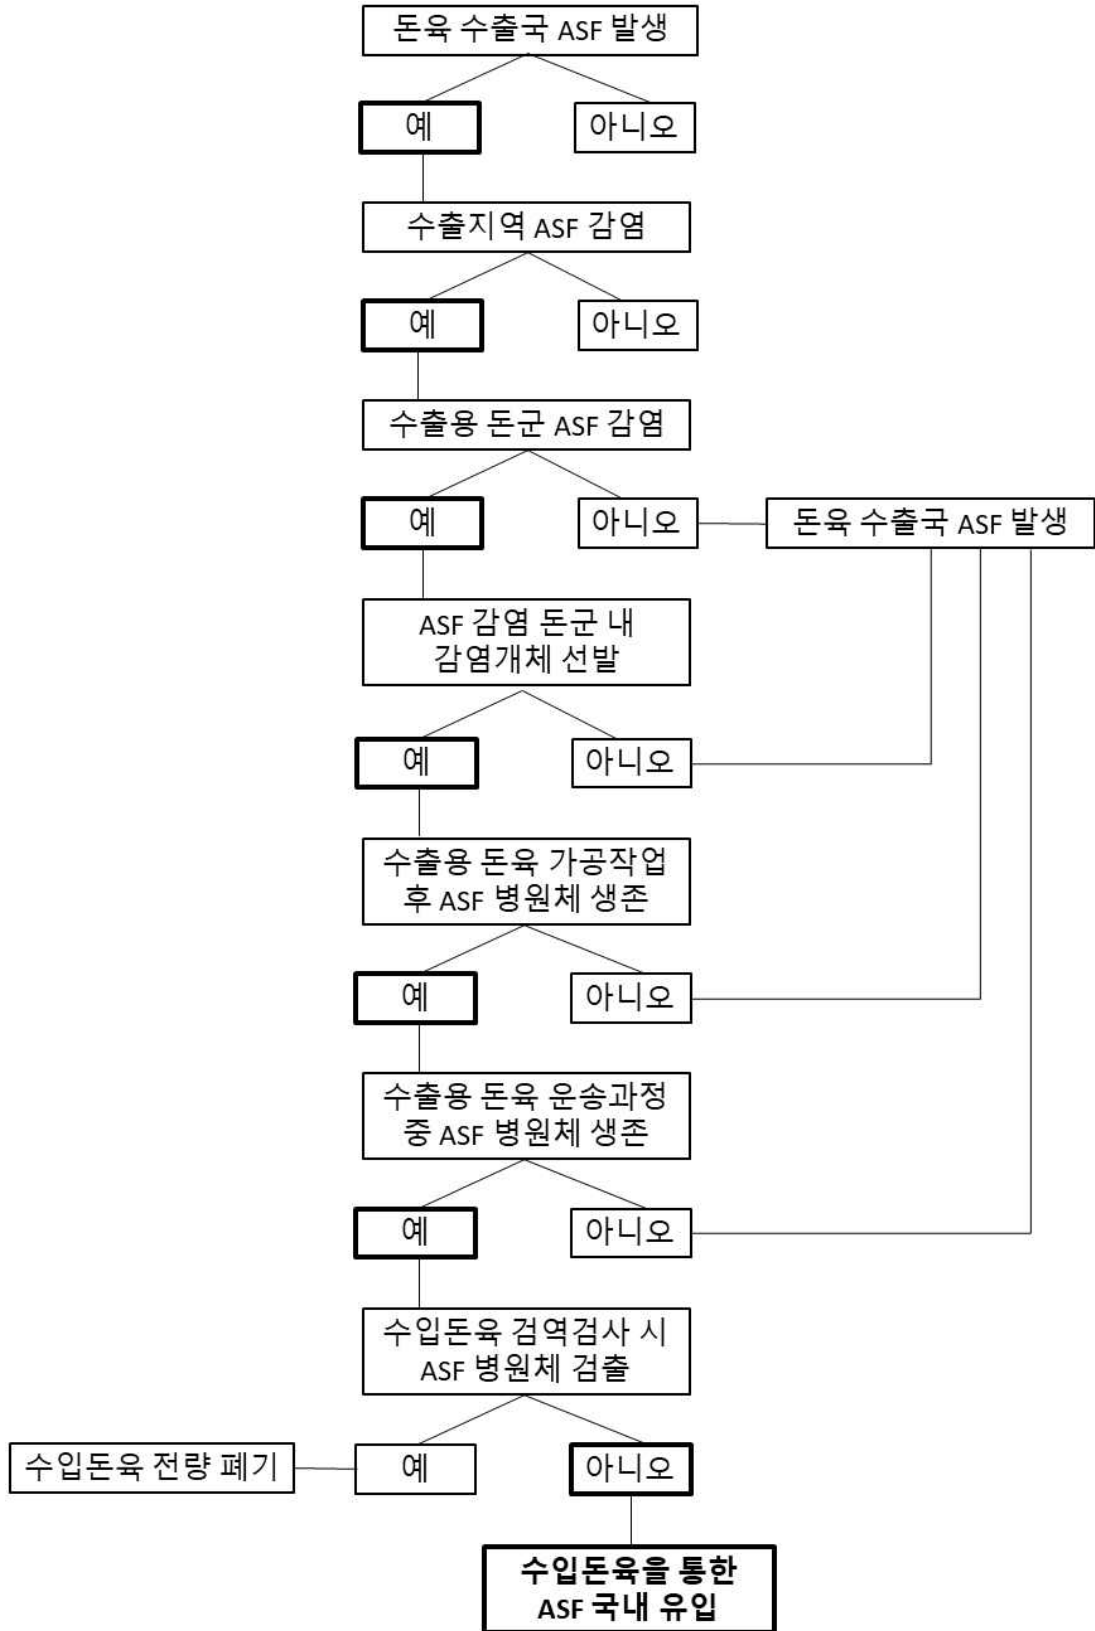 돈육 수출국 ASF 발생
예
아니오
수출지역 ASF 감염
예
아니오
수출용 돈군 ASF 감염
예
아니오
돈육 수출국 ASF 발생
ASF 감염 돈군 내
감염개체 선발
예
아니오
수출용 돈육 가공작업
후 ASF 병원체 생존
예
아니오
수출용 돈육 운송과정
중 ASF 병원체 생존
예
아니오
수입돈육 검역검사 시
ASF 병원체 검출
수입돈육 전량 폐기
예
아니오
수입돈육을 통한
ASF 국내 유입